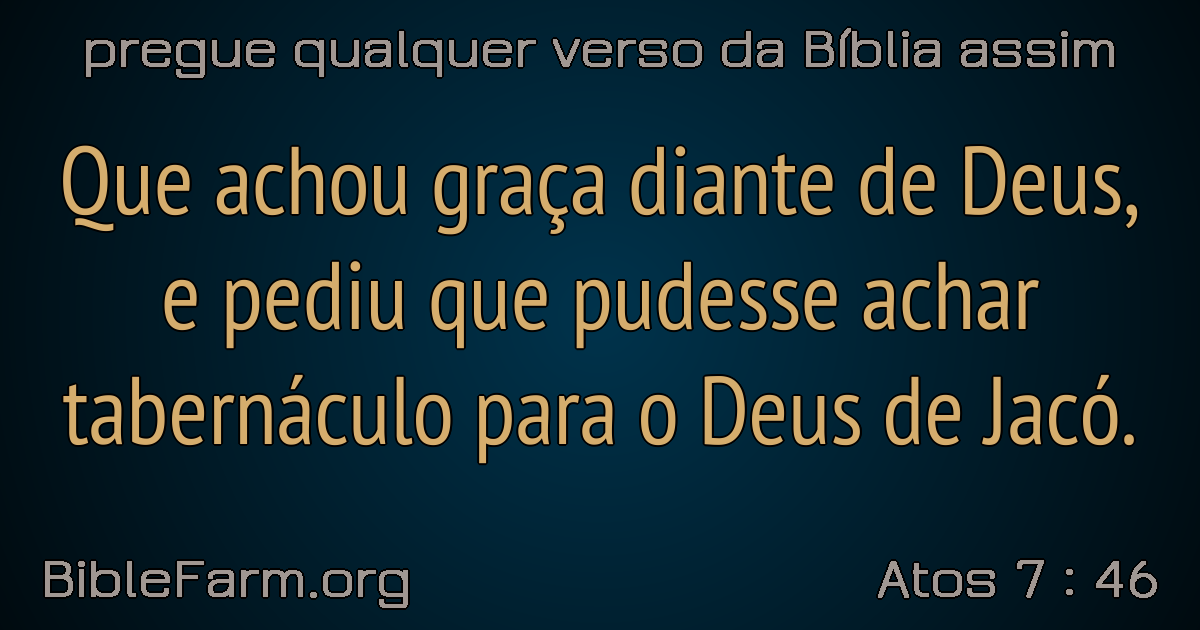 pregue qualquer verso da Bíblia assim
Que achou graça diante de Deus,
e pediu que pudesse achar
tabernáculo para o Deus de Jacó.
BibleFarm.org
Atos 7 : 46